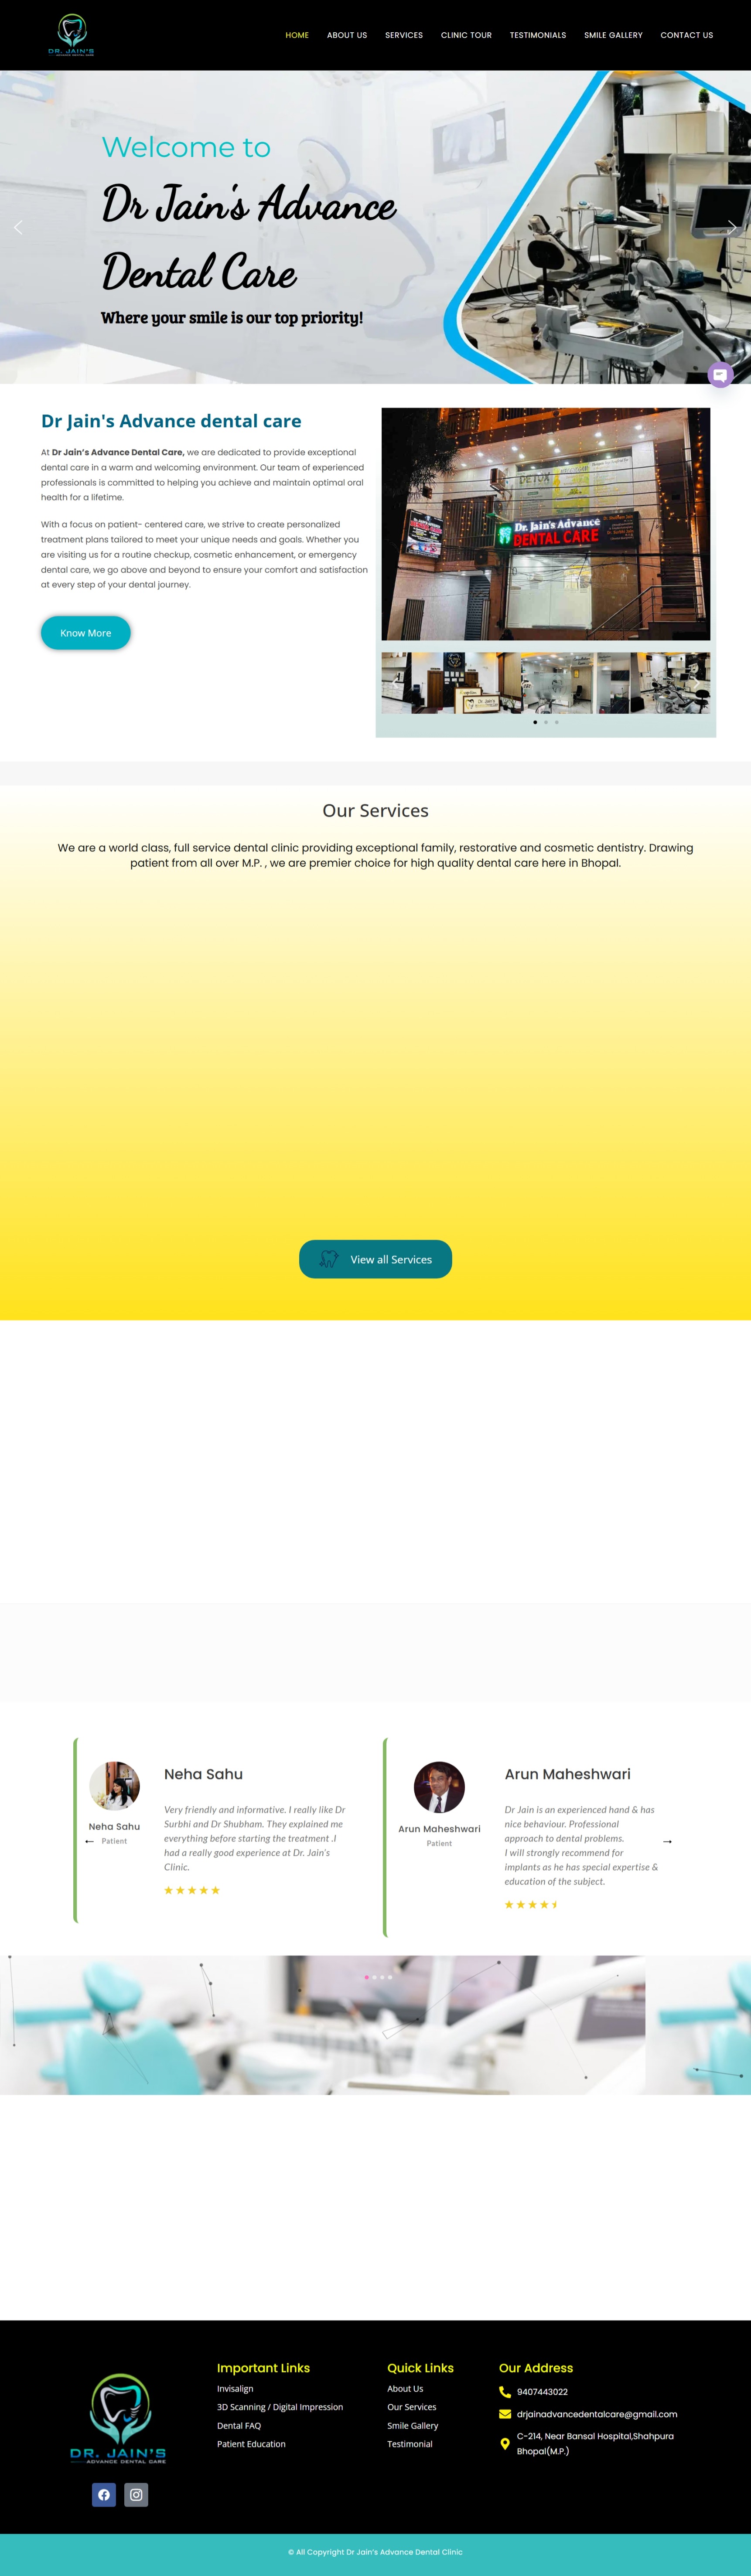 DR. JAIN'S
ADVANCE DENTAL CARE
HOME
ABOUT US
SERVICES
CLINIC TOUR
TESTIMONIALS
SMILE GALLERY
CONTACT US
Welcome to
Dr Jain's Advance
Dental Care
Where your smile is our top priority!
Dr Jain's Advance dental care
At Dr Jain's Advance Dental Care, we are dedicated to provide exceptional
dental care in a warm and welcoming environment. Our team of experienced
professionals is committed to helping you achieve and maintain optimal oral
health for a lifetime.
With a focus on patient- centered care, we strive to create personalized
treatment plans tailored to meet your unique needs and goals. Whether you
are visiting us for a routine checkup, cosmetic enhancement, or emergency
dental care, we go above and beyond to ensure your comfort and satisfaction
at every step of your dental journey.
Know More
DETOX
Dr. Jain's Advance
DENTAL CARE
Our Services
We are a world class, full service dental clinic providing exceptional family, restorative and cosmetic dentistry. Drawing
patient from all over M.P. , we are premier choice for high quality dental care here in Bhopal.
View all Services
Neha Sahu
Patient
Neha Sahu
Very friendly and informative. I really like Dr
Surbhi and Dr Shubham. They explained me
everything before starting the treatment .I
had a really good experience at Dr. Jain's
Clinic.
Arun Maheshwari
Patient
Arun Maheshwari
Dr Jain is an experienced hand & has
nice behaviour. Professional
approach to dental problems.
I will strongly recommend for
implants as he has special expertise &
education of the subject.
DR. JAIN'S
ADVANCE DENTAL CARE
Important Links
Invisalign
3D Scanning / Digital Impression
Dental FAQ
Patient Education
Quick Links
About Us
Our Services
Smile Gallery
Testimonial
Our Address
9407443022
drjainadvancedentalcare@gmail.com
C-214, Near Bansal Hospital,Shahpura
Bhopal(M.P.)
© All Copyright Dr Jain's Advance Dental Clinic